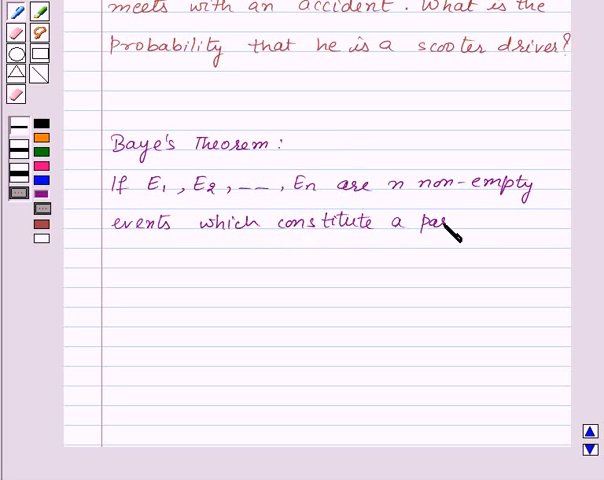 meets with an accident. What is the
probability that he is a scooter driver?
Baye's Theorem:
If E1, E2, ---, En are n non-empty
events which constitute a par